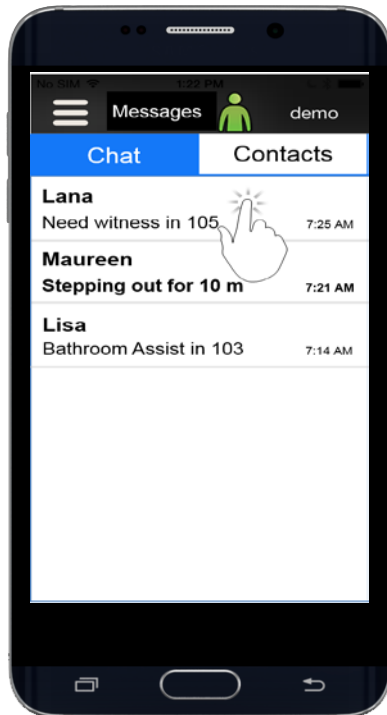 No SIM 1:22 PM
Messages demo
Chat Contacts
Lana
Need witness in 105 7:25 AM
Maureen
Stepping out for 10 m 7:21 AM
Lisa
Bathroom Assist in 103 7:14 AM